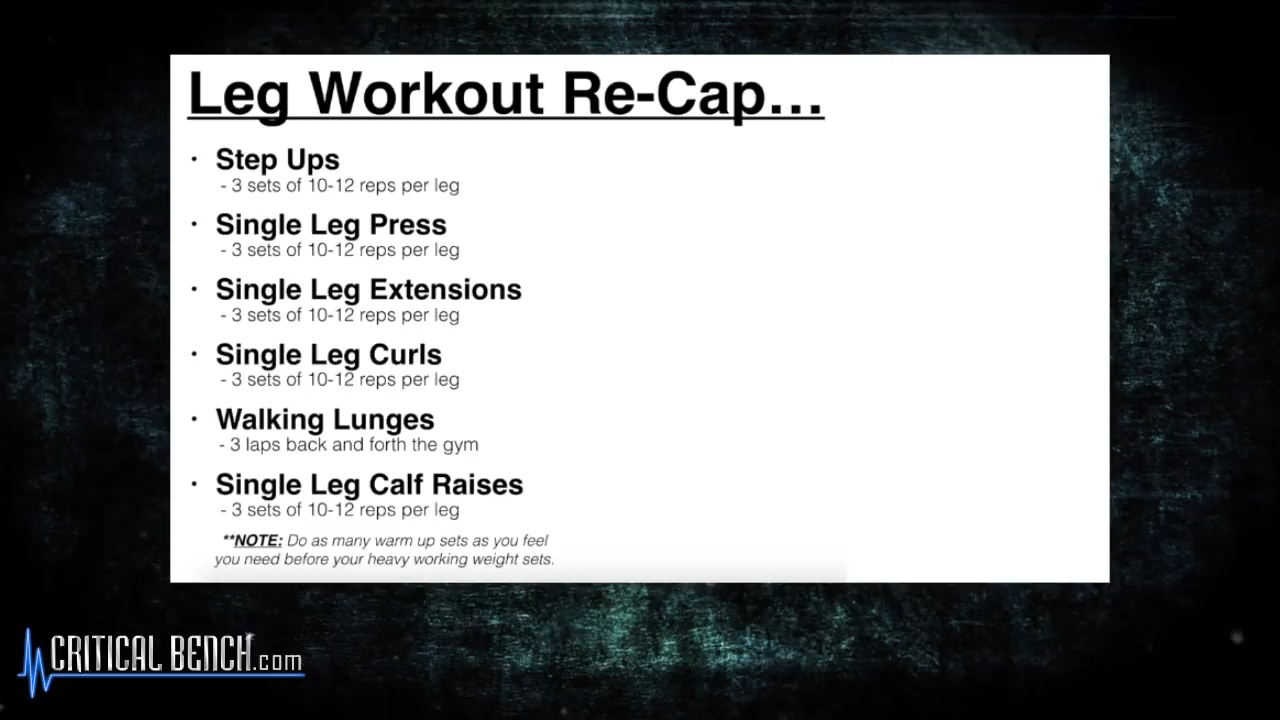 Leg Workout Re-Cap...
· Step Ups
- 3 sets of 10-12 reps per leg
· Single Leg Press
- 3 sets of 10-12 reps per leg
· Single Leg Extensions
- 3 sets of 10-12 reps per leg
· Single Leg Curls
- 3 sets of 10-12 reps per leg
· Walking Lunges
- 3 laps back and forth the gym
· Single Leg Calf Raises
- 3 sets of 10-12 reps per leg
**NOTE: Do as many warm up sets as you feel
you need before your heavy working weight sets.
CRITICAL BENCH.com